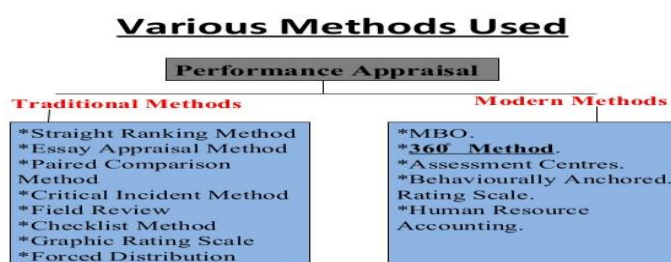 Various Methods Used
Performance Appraisal
Traditional Methods
*Straight Ranking Method
*Essay Appraisal Method
*Paired Comparison
Method
*Critical Incident Method
*Field Review
*Checklist Method
*Graphic Rating Scale
*Forced Distribution
Modern Methods
*MBO.
*360° Method.
*Assessment Centres.
*Behaviourally Anchored.
Rating Scale.
*Human Resource
Accounting.